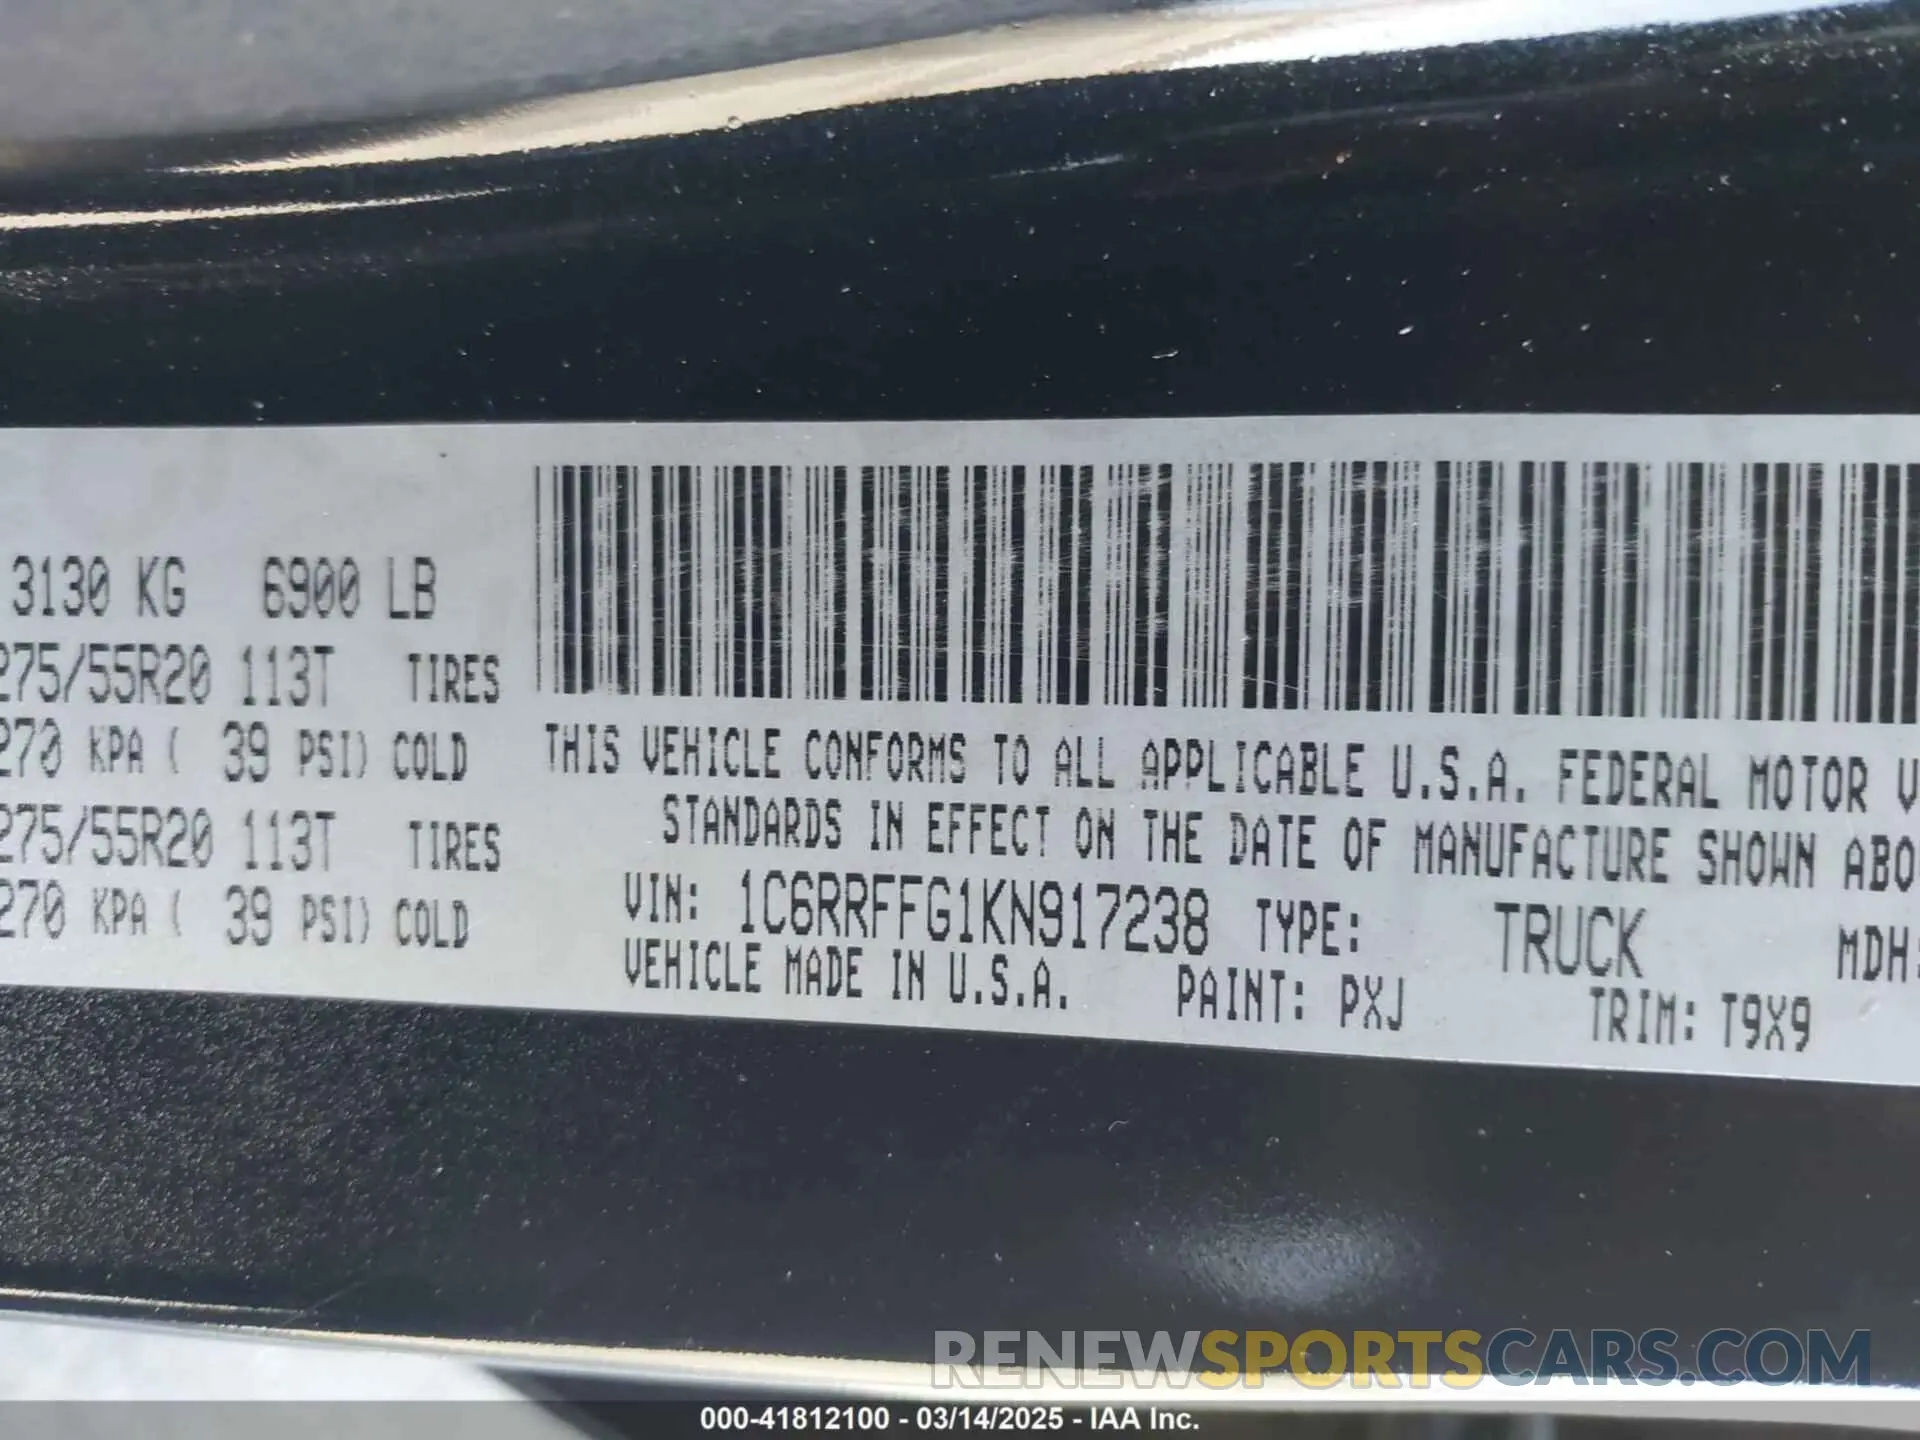 3130 KG 6900 LB
275/55R20 113T TIRES
270 KPA ( 39 PSI) COLD
275/55R20 113T TIRES
270 KPA ( 39 PSI) COLD
THIS VEHICLE CONFORMS TO ALL APPLICABLE U.S.A. FEDERAL MOTOR V
STANDARDS IN EFFECT ON THE DATE OF MANUFACTURE SHOWN ABO
VIN: 1C6RRFFG1KN917238 TYPE: TRUCK MDH:
VEHICLE MADE IN U.S.A. PAINT: PXJ TRIM: T9X9
RENEWSPORTSCARS.COM
000-41812100 - 03/14/2025 - IAA Inc.